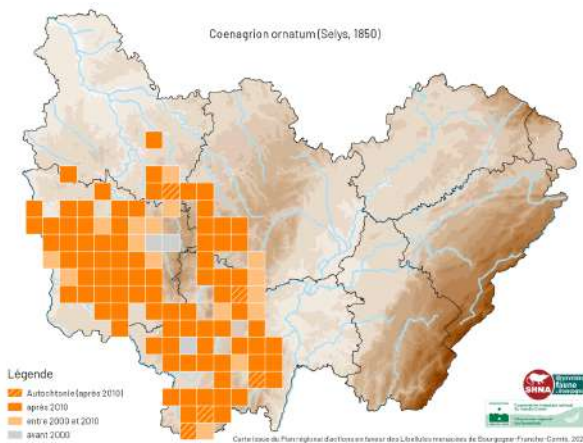 Coenagrion ornatum (Selys, 1850)
Légende
Autochtonie (après 2010)
après 2010
entre 2000 et 2010
avant 2000
SHNA
Carte issue du Plan régional d'actions en faveur des Libellules menacées de Bourgogne-Franche-Comté,